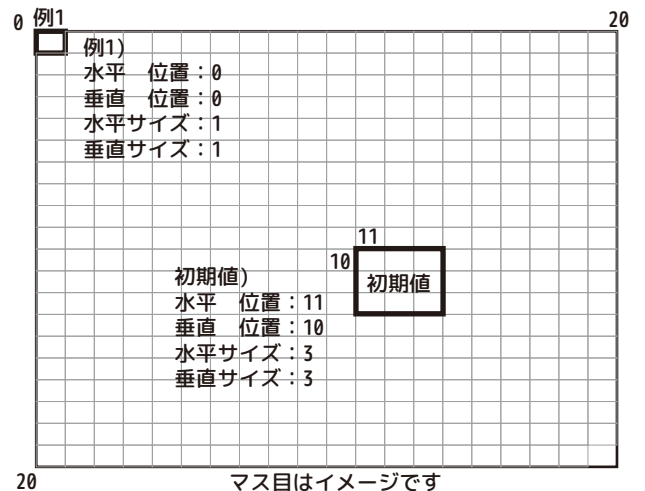 0 例1 20
例1)
水平　位置：0
垂直　位置：0
水平サイズ：1
垂直サイズ：1
11
10
初期値
初期値)
水平　位置：11
垂直　位置：10
水平サイズ：3
垂直サイズ：3
20 マス目はイメージです